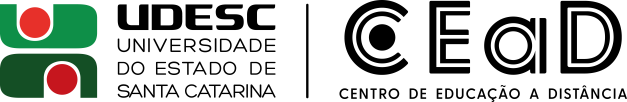 UDESC
UNIVERSIDADE
DO ESTADO DE
SANTA CATARINA
CEaD
CENTRO DE EDUCAÇÃO A DISTÂNCIA